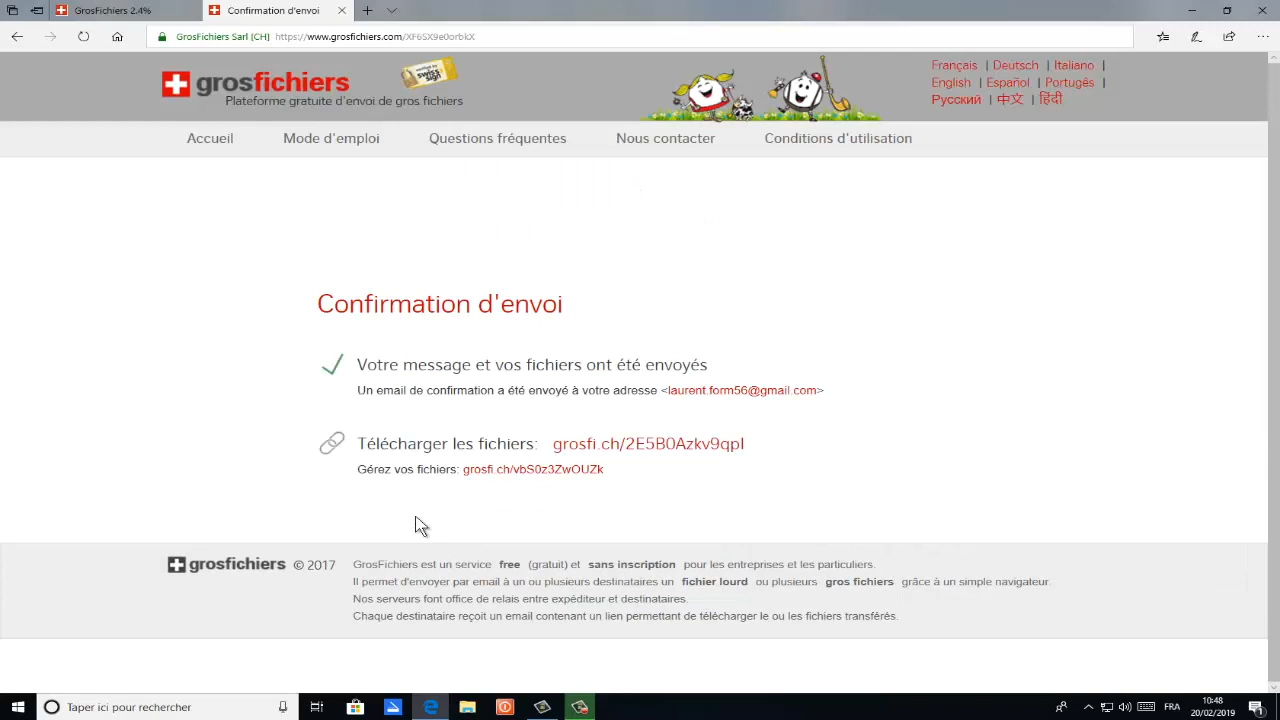 GrosFichiers 2.4%
Confirmation d'envoi
GrosFichiers Sarl [CH] https://www.grosfichiers.com/XF6SX9e0orbkX
grosfichiers
Plateforme gratuite d'envoi de gros fichiers
Français | Deutsch | Italiano |
English | Español | Portugês |
Русский | 中文 | हिंदी
Accueil Mode d'emploi Questions fréquentes Nous contacter Conditions d'utilisation
Confirmation d'envoi
Votre message et vos fichiers ont été envoyés
Un email de confirmation a été envoyé à votre adresse <laurent.form56@gmail.com>
Télécharger les fichiers: grosfi.ch/2E5B0Azkv9qpI
Gérez vos fichiers: grosfi.ch/vbS0z3ZwOUZk
grosfichiers © 2017
GrosFichiers est un service free (gratuit) et sans inscription pour les entreprises et les particuliers.
Il permet d'envoyer par email à un ou plusieurs destinataires un fichier lourd ou plusieurs gros fichiers grâce à un simple navigateur.
Nos serveurs font office de relais entre expéditeur et destinataires.
Chaque destinataire reçoit un email contenant un lien permettant de télécharger le ou les fichiers transférés.
Taper ici pour rechercher
FRA
10:48
20/02/2019